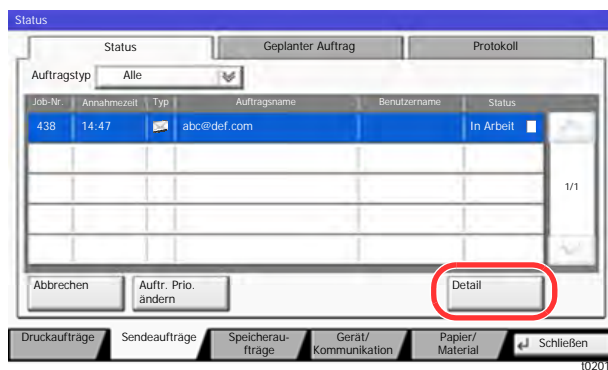 Status
Status Geplanter Auftrag Protokoll
Auftragstyp Alle
Job-Nr. Annahmezeit Typ Auftragsname Benutzername Status
438 14:47 abc@def.com In Arbeit
1/1
Abbrechen Auftr. Prio. ändern Detail
Druckaufträge Sendeaufträge Speicherau-
fträge Gerät/
Kommunikation Papier/
Material Schließen
t0201